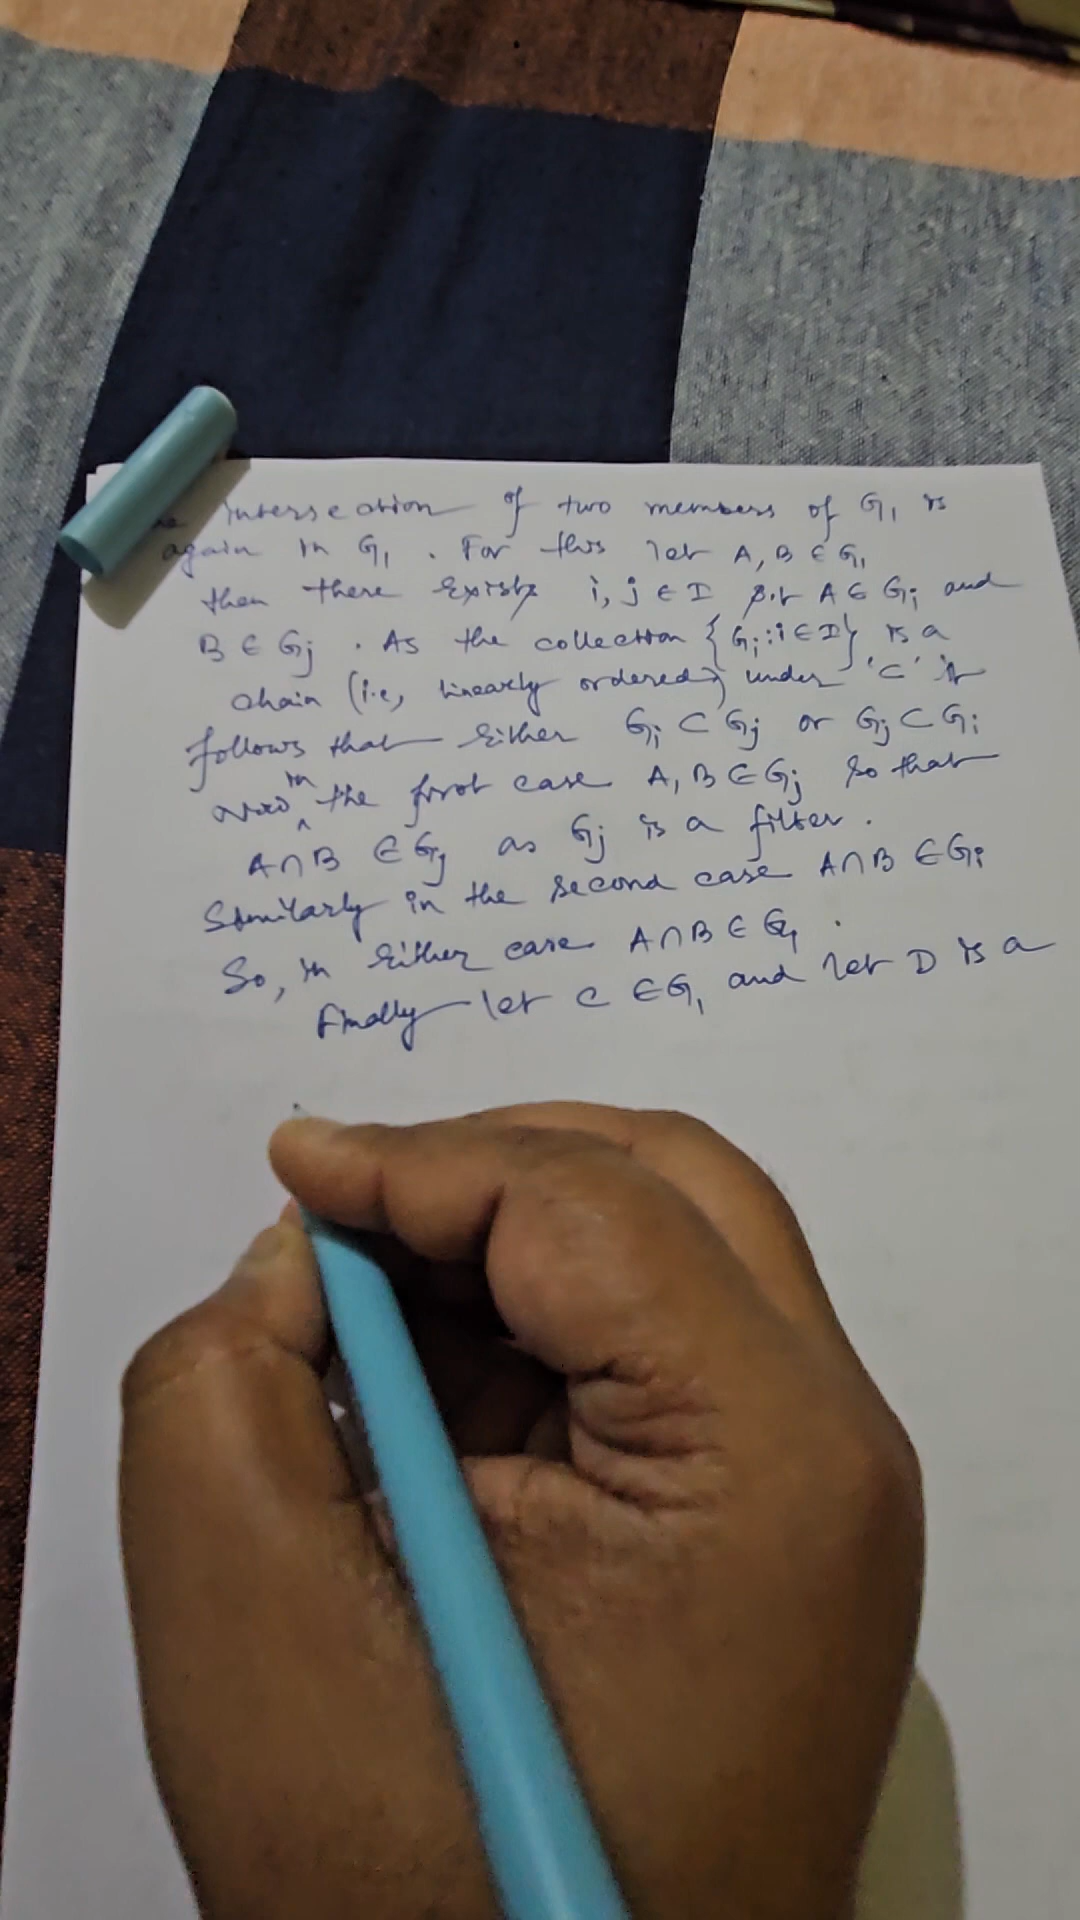 intersection of two members of G₁ is
again in G₁ . For this let A, B ∈ G₁
then there exists i, j ∈ I s.t A ∈ Gᵢ and
B ∈ Gⱼ . As the collection {Gᵢ : i ∈ I} is a
chain (i.e, linearly ordered) under '⊂' it
follows that either Gᵢ ⊂ Gⱼ or Gⱼ ⊂ Gᵢ
Now in the first case A, B ∈ Gⱼ so that
A∩B ∈ Gⱼ as Gⱼ is a filter .
Similarly in the second case A∩B ∈ Gᵢ
So, in either case A∩B ∈ G₁ .
Finally let C ∈ G₁ and let D is a